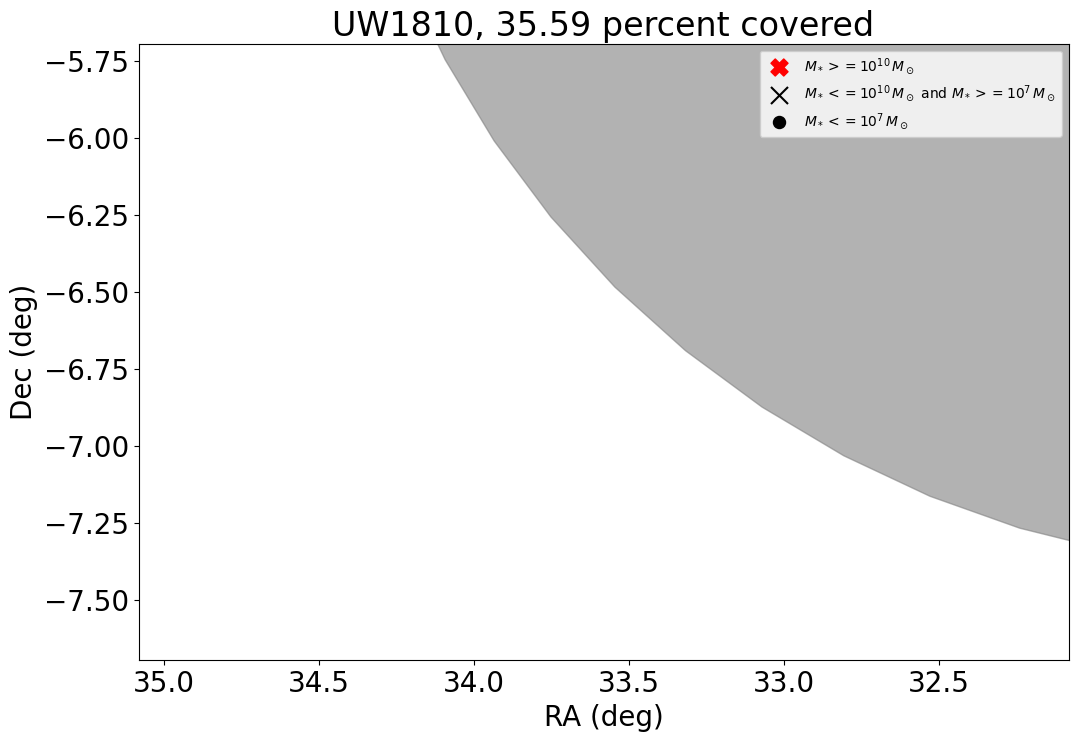 UW1810, 35.59 percent covered
M* >= 10^10 M⊙
M* <= 10^10 M⊙ and M* >= 10^7 M⊙
M* <= 10^7 M⊙
−5.75
−6.00
−6.25
−6.50
−6.75
−7.00
−7.25
−7.50
Dec (deg)
35.0 34.5 34.0 33.5 33.0 32.5
RA (deg)